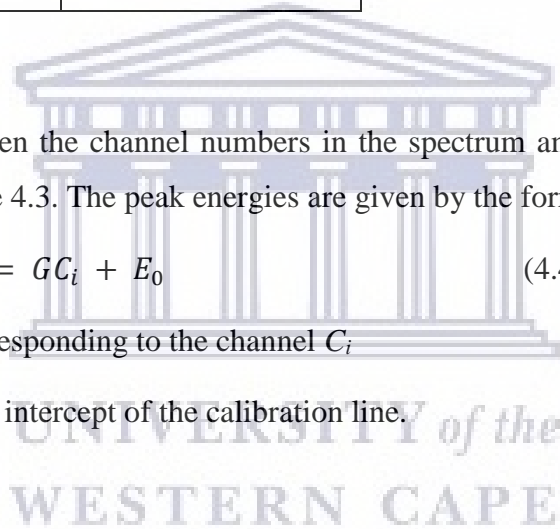 en the channel numbers in the spectrum an
e 4.3. The peak energies are given by the for
= GC_i + E_0 (4.4
esponding to the channel C_i
intercept of the calibration line.
UNIVERSITY of the
WESTERN CAPE